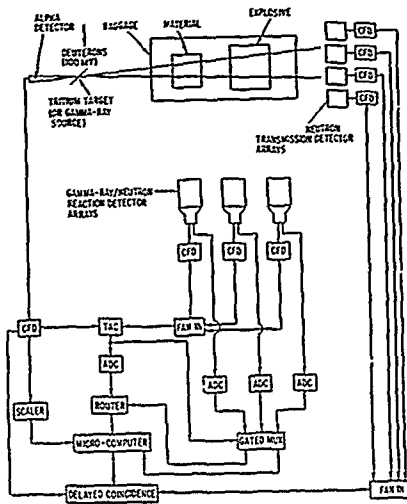 ALPHA
DETECTOR
DEUTERONS
TRITIUM TARGET
(OR GAMMA-RAY
SOURCE)
BAGGAGE
MATERIAL
EXPLOSIVE
CFD
CFD
CFD
CFD
NEUTRON
TRANSMISSION DETECTOR
ARRAYS
GAMMA-RAY/NEUTRON
REACTION DETECTOR
ARRAYS
CFD
CFD
CFD
CFD
TAC
FAN IN
ADC
ADC
ADC
ADC
SCALER
ROUTER
MICRO-COMPUTER
GATED MUX
DELAYED COINCIDENCE
FAN IN